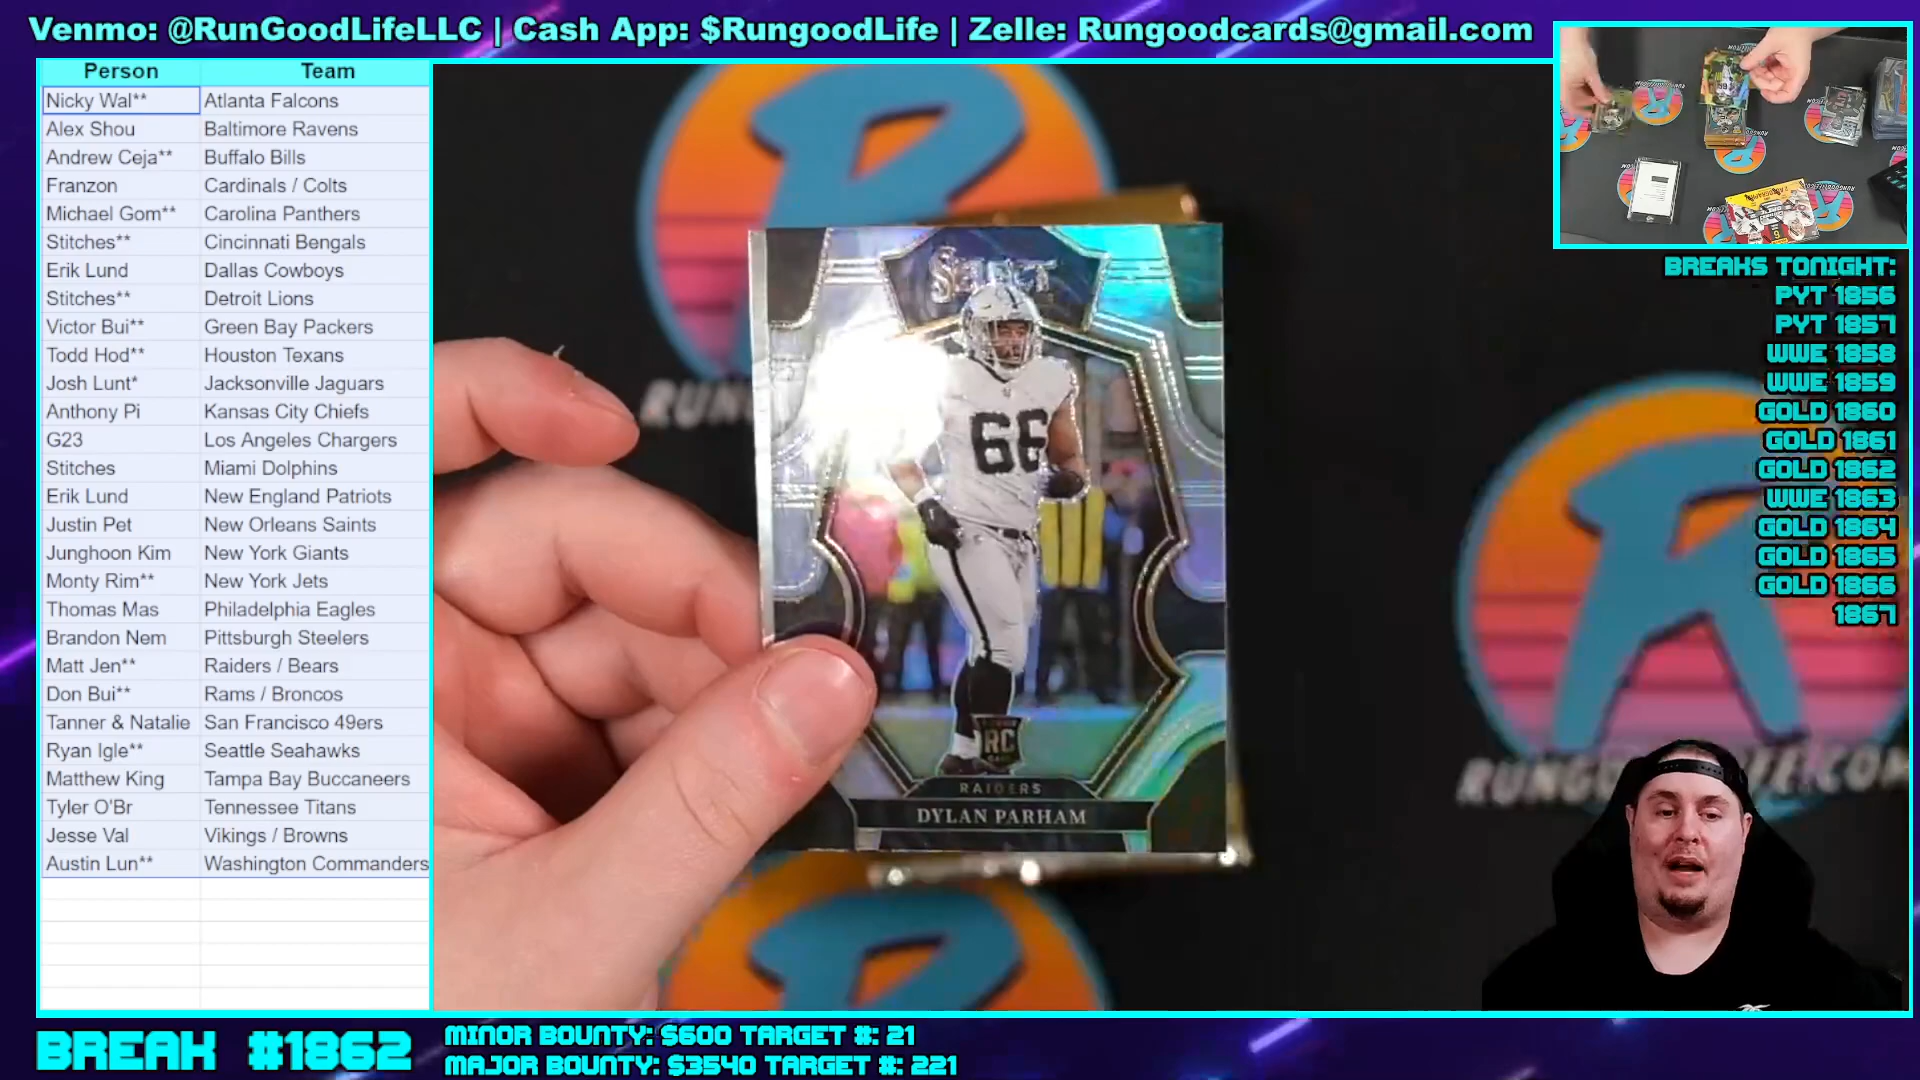 Venmo: @RunGoodLifeLLC | Cash App: $RungoodLife | Zelle: Rungoodcards@gmail.com
Person Team
Nicky Wal** Atlanta Falcons
Alex Shou Baltimore Ravens
Andrew Ceja** Buffalo Bills
Franzon Cardinals / Colts
Michael Gom** Carolina Panthers
Stitches** Cincinnati Bengals
Erik Lund Dallas Cowboys
Stitches** Detroit Lions
Victor Bui** Green Bay Packers
Todd Hod** Houston Texans
Josh Lunt* Jacksonville Jaguars
Anthony Pi Kansas City Chiefs
G23 Los Angeles Chargers
Stitches Miami Dolphins
Erik Lund New England Patriots
Justin Pet New Orleans Saints
Junghoon Kim New York Giants
Monty Rim** New York Jets
Thomas Mas Philadelphia Eagles
Brandon Nem Pittsburgh Steelers
Matt Jen** Raiders / Bears
Don Bui** Rams / Broncos
Tanner & Natalie San Francisco 49ers
Ryan Igle** Seattle Seahawks
Matthew King Tampa Bay Buccaneers
Tyler O'Br Tennessee Titans
Jesse Val Vikings / Browns
Austin Lun** Washington Commanders
SELECT
66
RC
RAIDERS
DYLAN PARHAM
BREAKS TONIGHT:
PYT 1856
PYT 1857
WWE 1858
WWE 1859
GOLD 1860
GOLD 1861
GOLD 1862
WWE 1863
GOLD 1864
GOLD 1865
GOLD 1866
1867
BREAK #1862
MINOR BOUNTY: $600 TARGET #: 21
MAJOR BOUNTY: $3540 TARGET #: 221